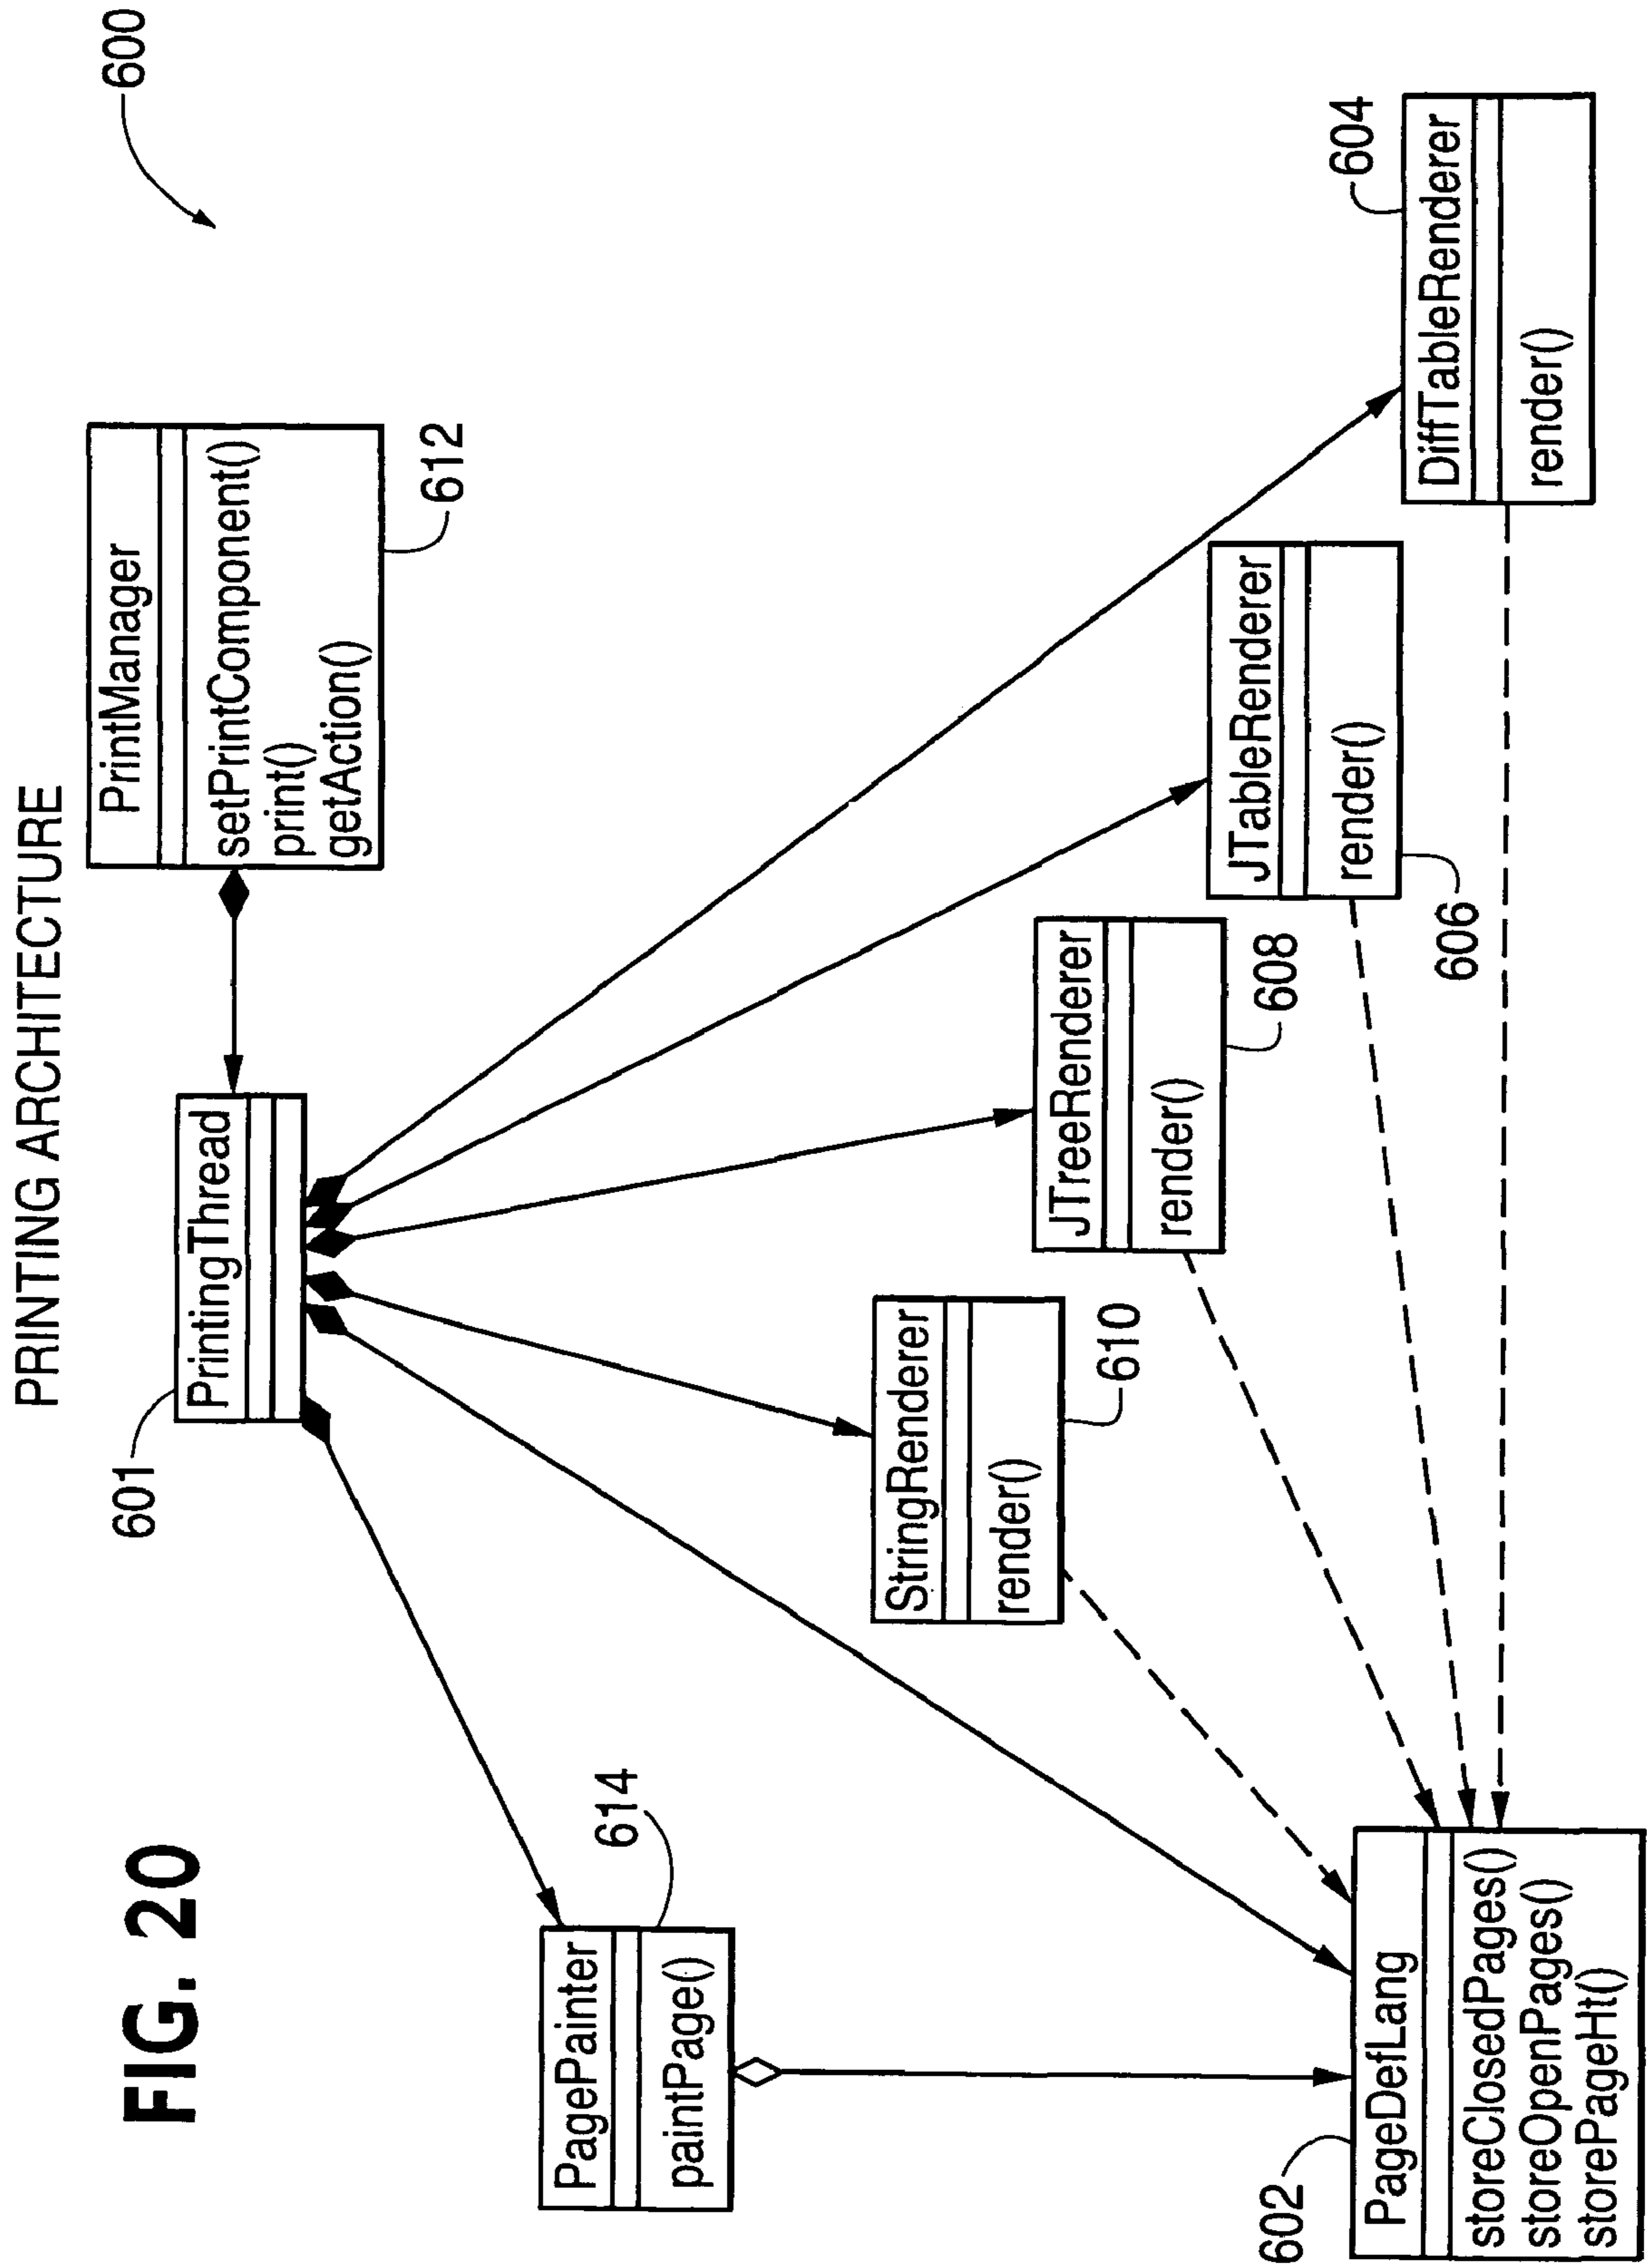 FIG. 20
PRINTING ARCHITECTURE
600
601
PrintingThread
PrintManager
setPrintComponent()
print()
getAction()
612
614
PagePainter
paintPage()
StringRenderer
render()
610
JTreeRenderer
render()
608
JTableRenderer
render()
606
604
DiffTableRenderer
render()
602
PageDefLang
storeClosedPages()
storeOpenPages()
storePageHt()